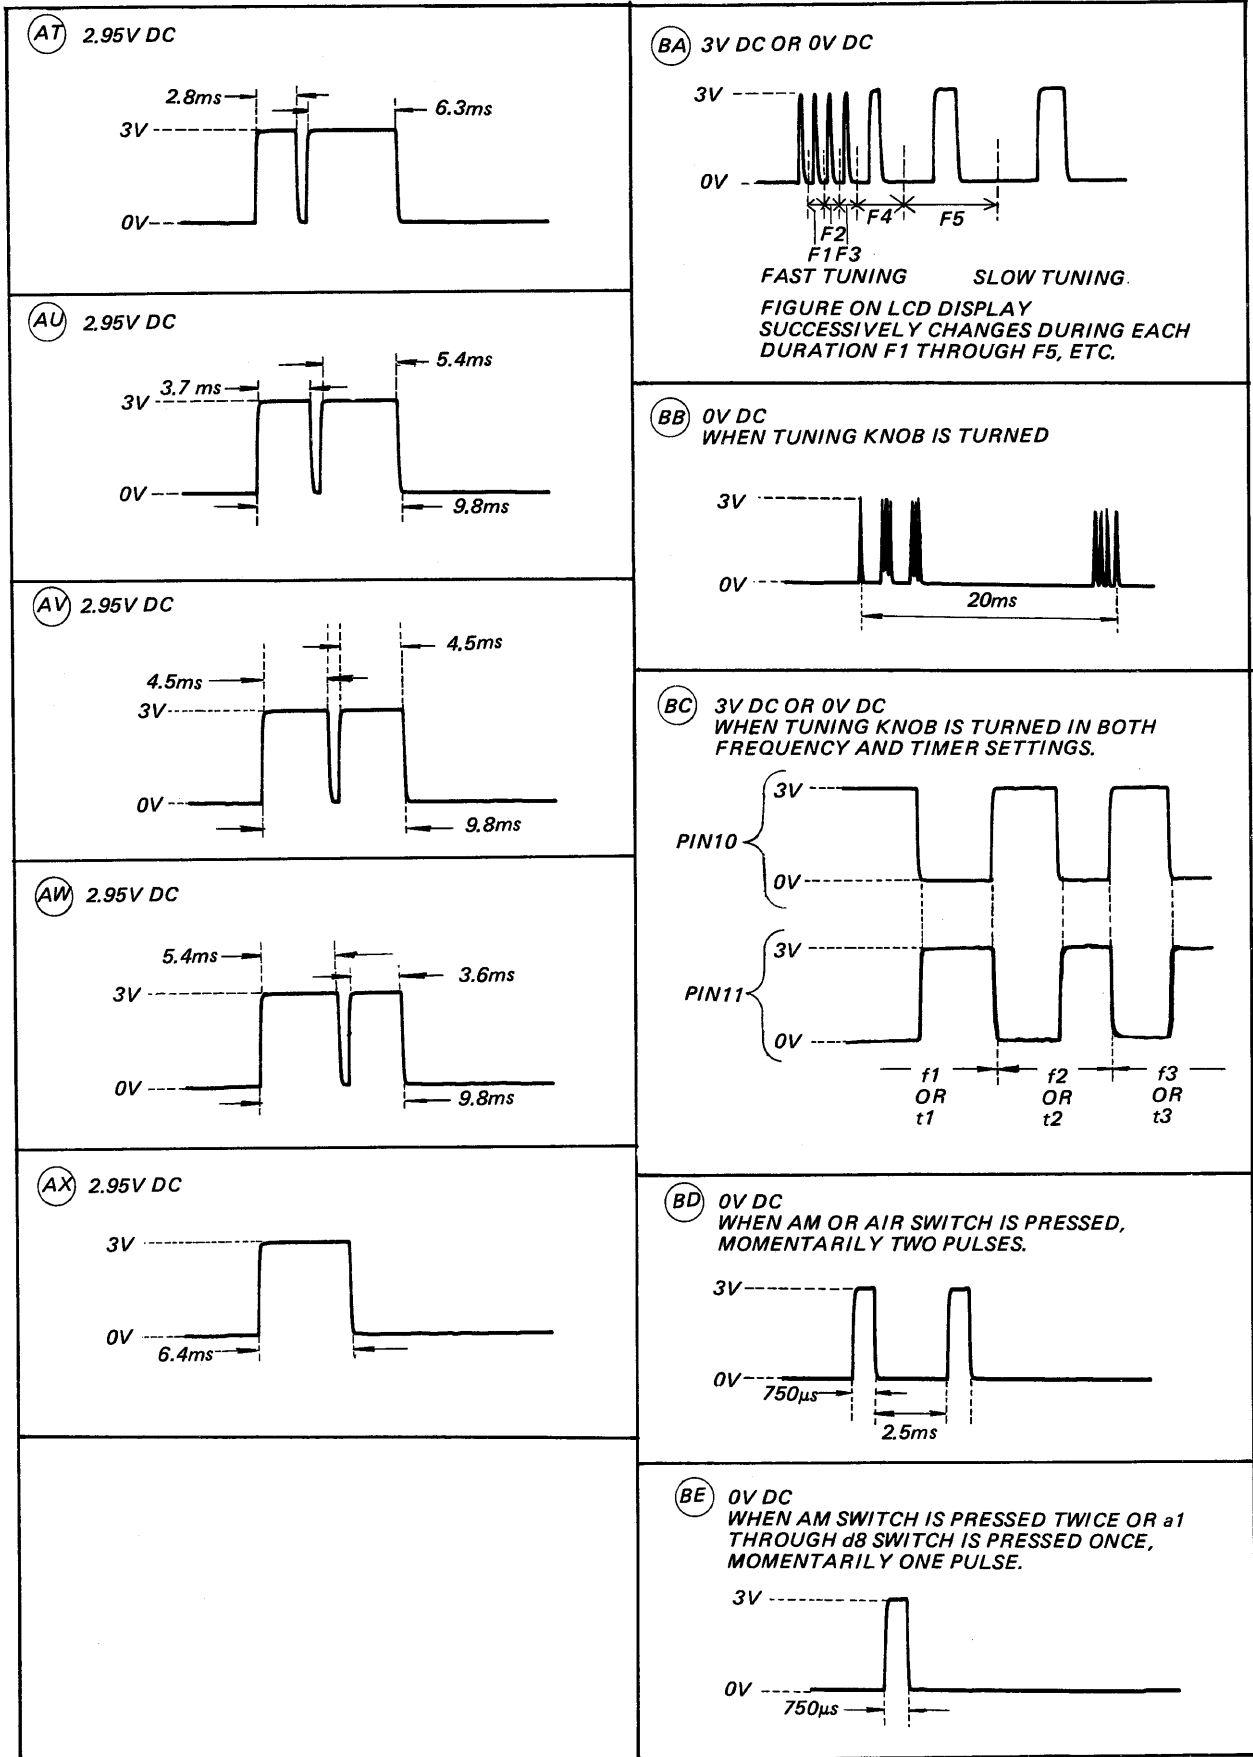 AT 2.95V DC
2.8ms
6.3ms
3V
0V
AU 2.95V DC
5.4ms
3.7 ms
3V
0V
9.8ms
AV 2.95V DC
4.5ms
4.5ms
3V
0V
9.8ms
AW 2.95V DC
5.4ms
3.6ms
3V
0V
9.8ms
AX 2.95V DC
3V
0V
6.4ms
BA 3V DC OR 0V DC
3V
0V
F4 F5
F2
F1 F3
FAST TUNING SLOW TUNING.
FIGURE ON LCD DISPLAY
SUCCESSIVELY CHANGES DURING EACH
DURATION F1 THROUGH F5, ETC.
BB 0V DC
WHEN TUNING KNOB IS TURNED
3V
0V
20ms
BC 3V DC OR 0V DC
WHEN TUNING KNOB IS TURNED IN BOTH
FREQUENCY AND TIMER SETTINGS.
3V
PIN10
0V
3V
PIN11
0V
f1 f2 f3
OR OR OR
t1 t2 t3
BD 0V DC
WHEN AM OR AIR SWITCH IS PRESSED,
MOMENTARILY TWO PULSES.
3V
0V
750µs
2.5ms
BE 0V DC
WHEN AM SWITCH IS PRESSED TWICE OR a1
THROUGH d8 SWITCH IS PRESSED ONCE,
MOMENTARILY ONE PULSE.
3V
0V
750µs